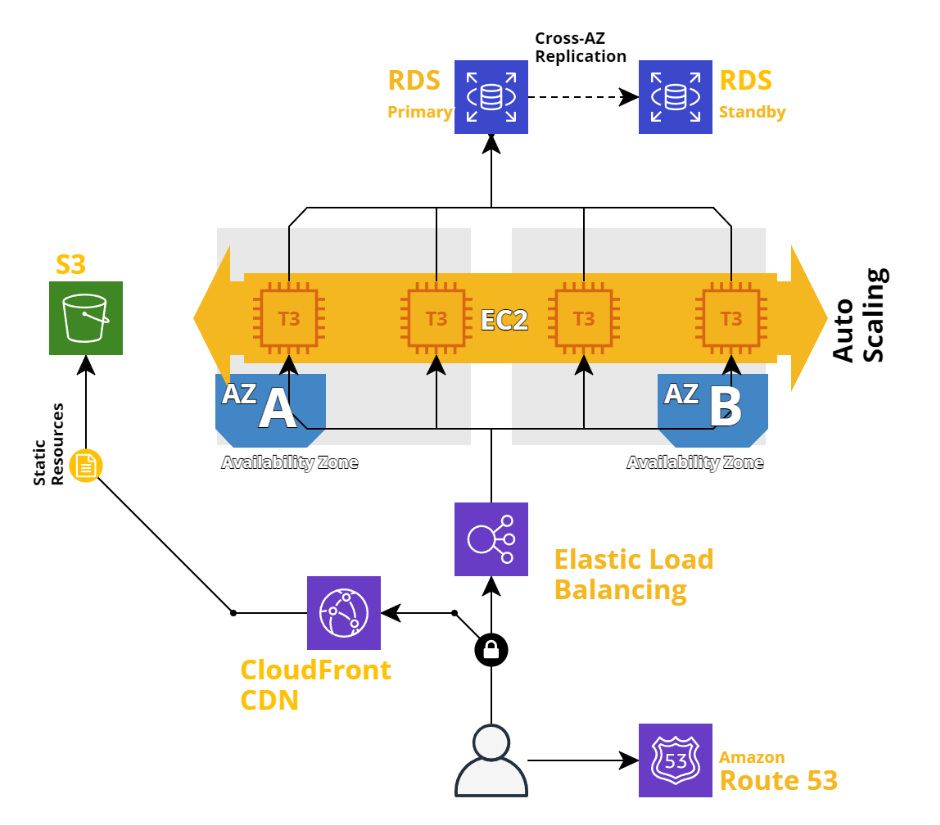 Cross-AZ
Replication
RDS
Primary
RDS
Standby
S3
T3
T3
EC2
T3
T3
Auto
Scaling
AZ A
AZ B
Availability Zone
Availability Zone
Static
Resources
Elastic Load
Balancing
CloudFront
CDN
53
Amazon
Route 53